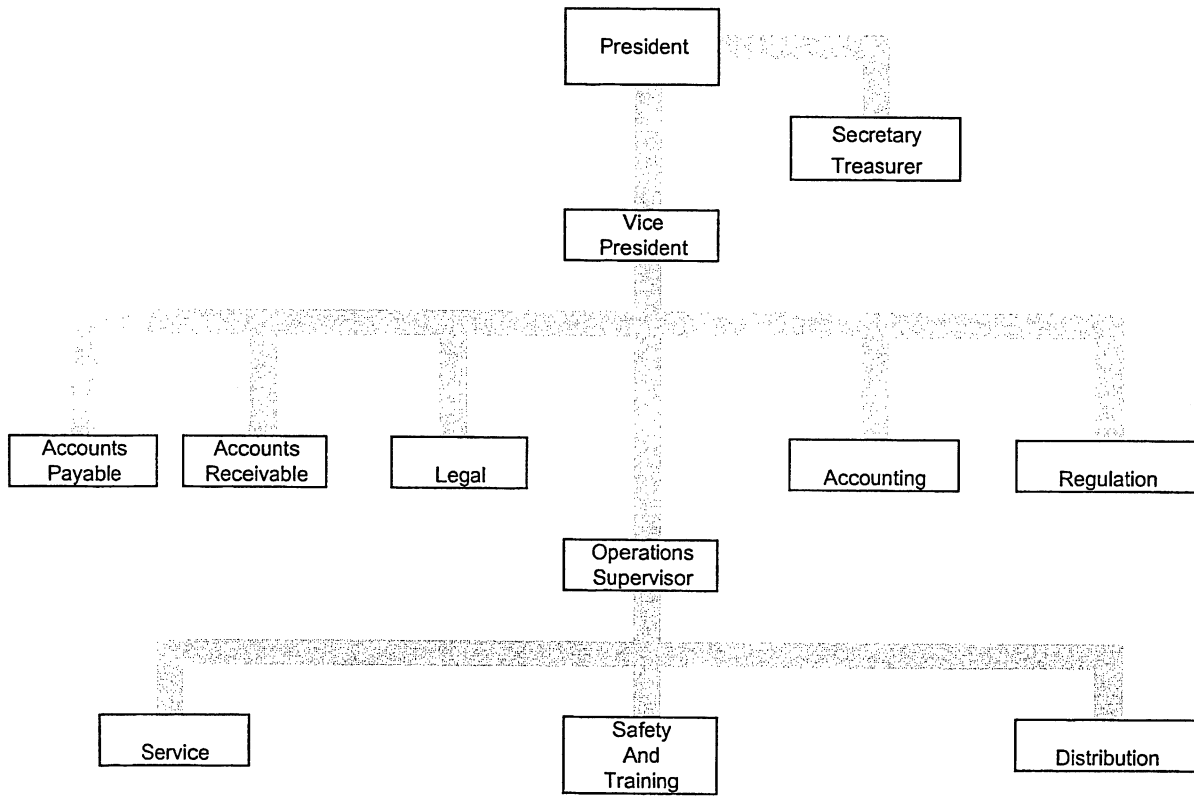 President
Secretary
Treasurer
Vice
President
Accounts
Payable
Accounts
Receivable
Legal
Accounting
Regulation
Operations
Supervisor
Service
Safety
And
Training
Distribution